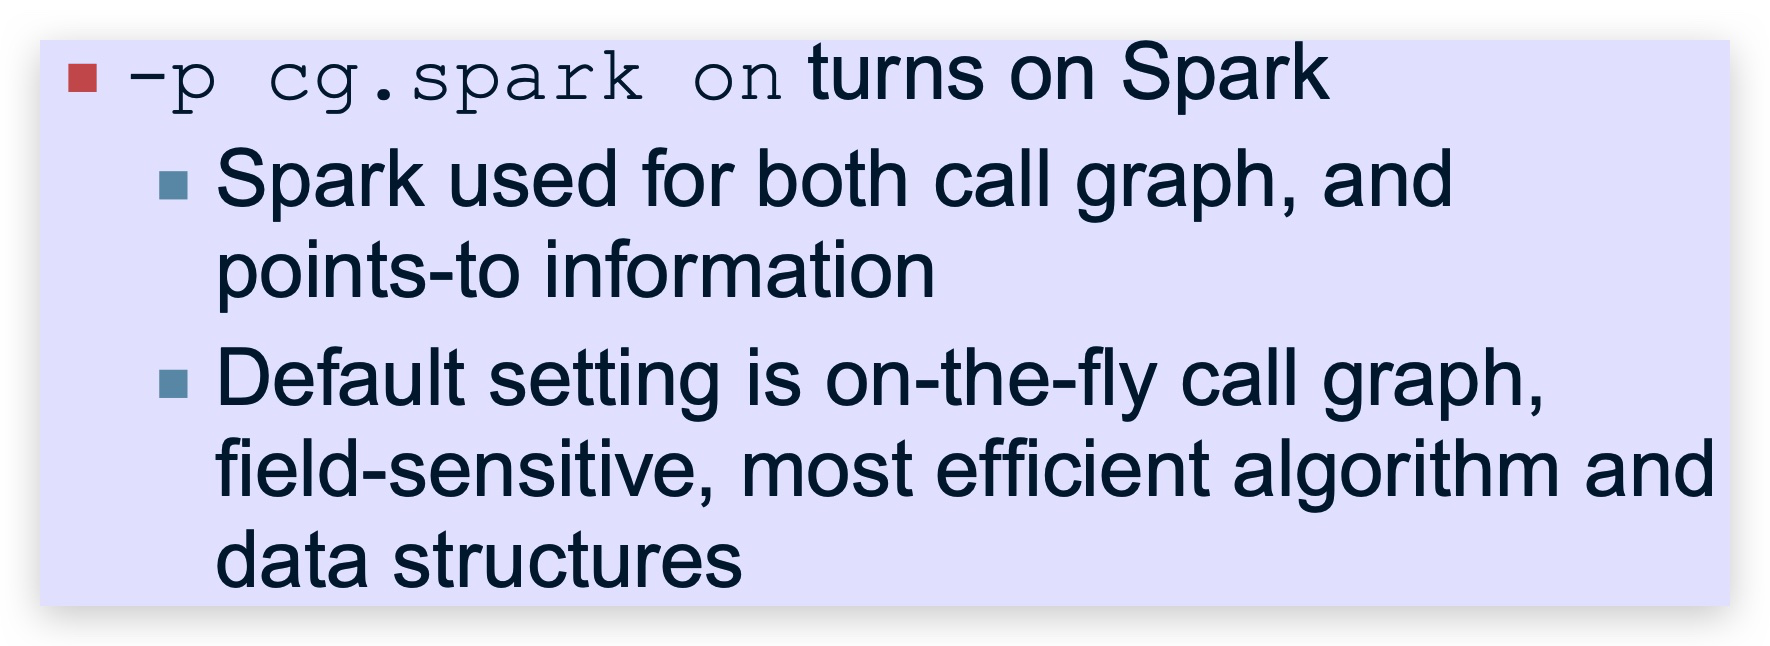 -p cg.spark on turns on Spark
Spark used for both call graph, and
points-to information
Default setting is on-the-fly call graph,
field-sensitive, most efficient algorithm and
data structures